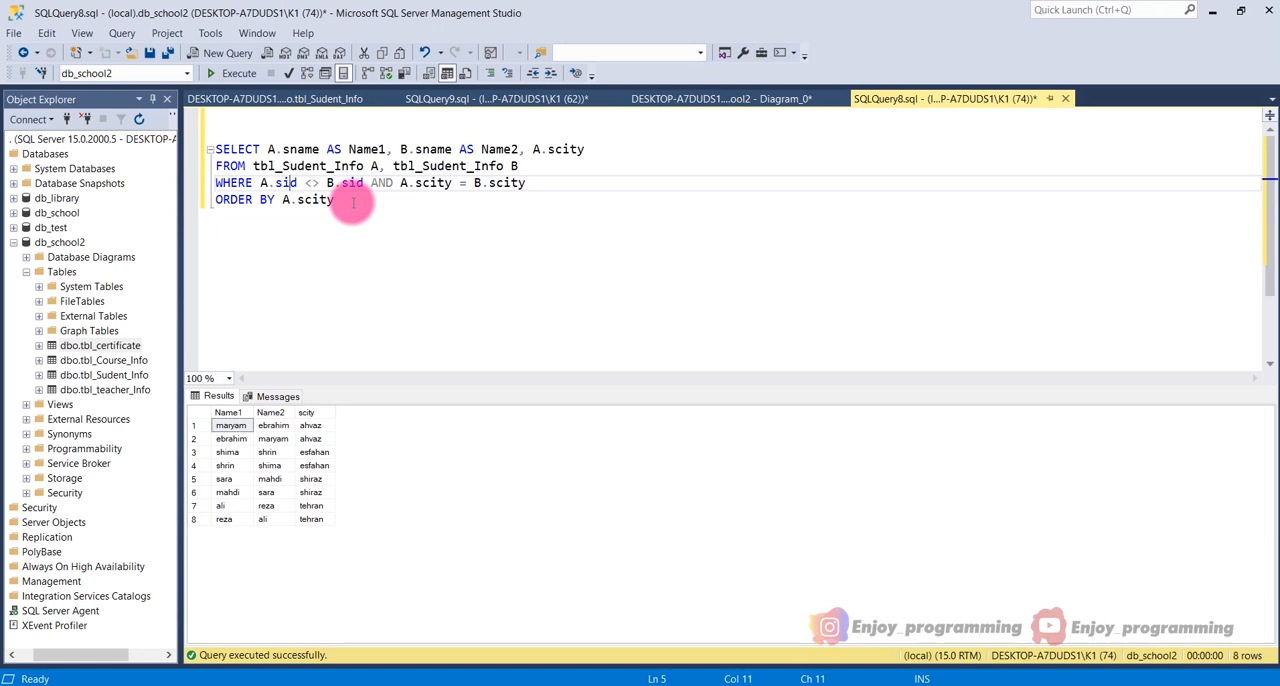 SQLQuery8.sql - (local).db_school2 (DESKTOP-A7DUDS1\K1 (74))* - Microsoft SQL Server Management Studio
Quick Launch (Ctrl+Q)
File Edit View Query Project Tools Window Help
New Query
db_school2
Execute
Object Explorer
DESKTOP-A7DUDS1....o.tbl_Sudent_Info
SQLQuery9.sql - (l...P-A7DUDS1\K1 (62))*
DESKTOP-A7DUDS1....ool2 - Diagram_0*
SQLQuery8.sql - (l...P-A7DUDS1\K1 (74))*
Connect
. (SQL Server 15.0.2000.5 - DESKTOP-A7
Databases
System Databases
Database Snapshots
db_library
db_school
db_test
db_school2
Database Diagrams
Tables
System Tables
FileTables
External Tables
Graph Tables
dbo.tbl_certificate
dbo.tbl_Course_Info
dbo.tbl_Sudent_Info
dbo.tbl_teacher_Info
Views
External Resources
Synonyms
Programmability
Service Broker
Storage
Security
Security
Server Objects
Replication
PolyBase
Always On High Availability
Management
Integration Services Catalogs
SQL Server Agent
XEvent Profiler
SELECT A.sname AS Name1, B.sname AS Name2, A.scity
FROM tbl_Sudent_Info A, tbl_Sudent_Info B
WHERE A.sid <> B.sid AND A.scity = B.scity
ORDER BY A.scity
100 %
Results Messages
Name1 Name2 scity
1 maryam ebrahim ahvaz
2 ebrahim maryam ahvaz
3 shima shrin esfahan
4 shrin shima esfahan
5 sara mahdi shiraz
6 mahdi sara shiraz
7 ali reza tehran
8 reza ali tehran
Enjoy_programming Enjoy_programming
Query executed successfully.
(local) (15.0 RTM) DESKTOP-A7DUDS1\K1 (74) db_school2 00:00:00 8 rows
Ready Ln 5 Col 11 Ch 11 INS